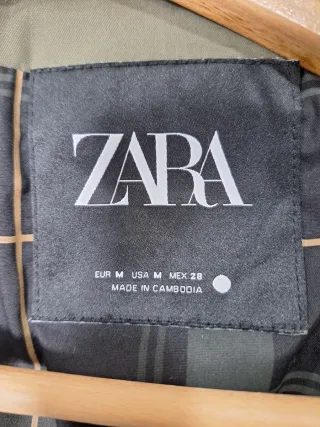 ZARA
EUR M USA M MEX 28
MADE IN CAMBODIA